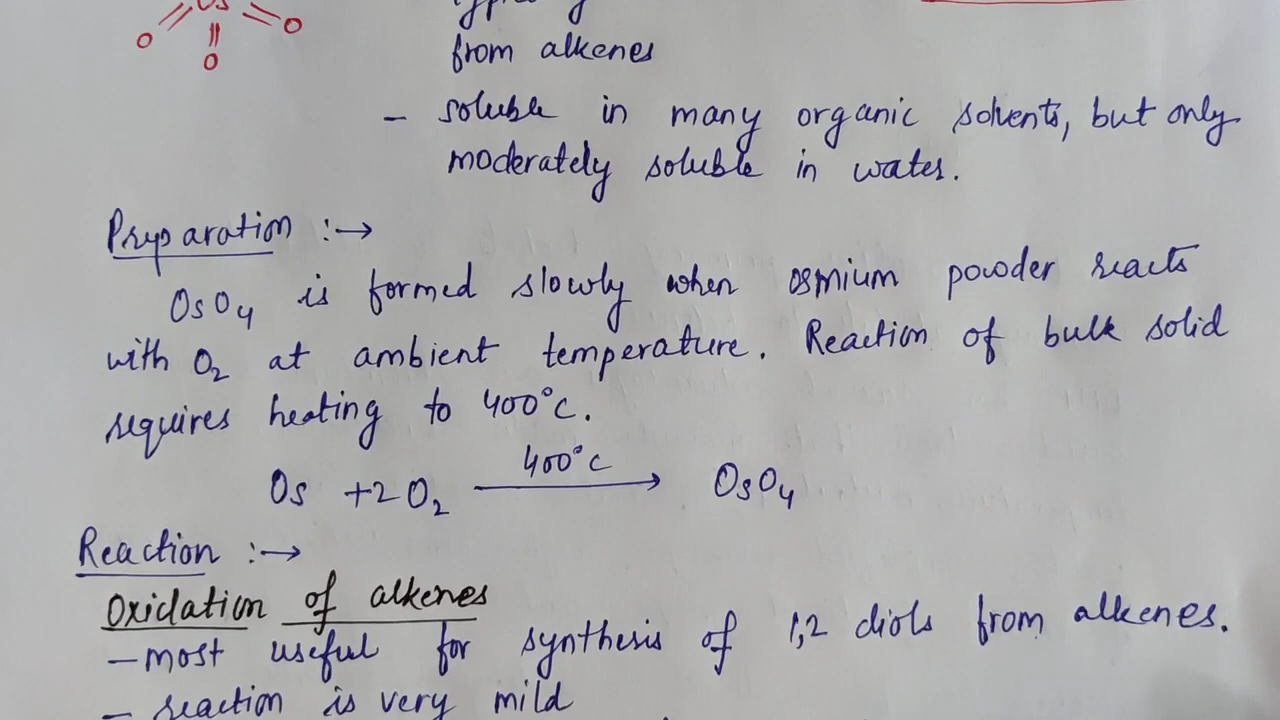 Os
O O
O
from alkenes
- soluble in many organic solvents, but only
moderately soluble in water.
Preparation :→
OsO4 is formed slowly when osmium powder reacts
with O2 at ambient temperature. Reaction of bulk solid
requires heating to 400°C.
Os +2O2 400°C → OsO4
Reaction :→
Oxidation of alkenes
- most useful for synthesis of 1,2 diols from alkenes.
- reaction is very mild